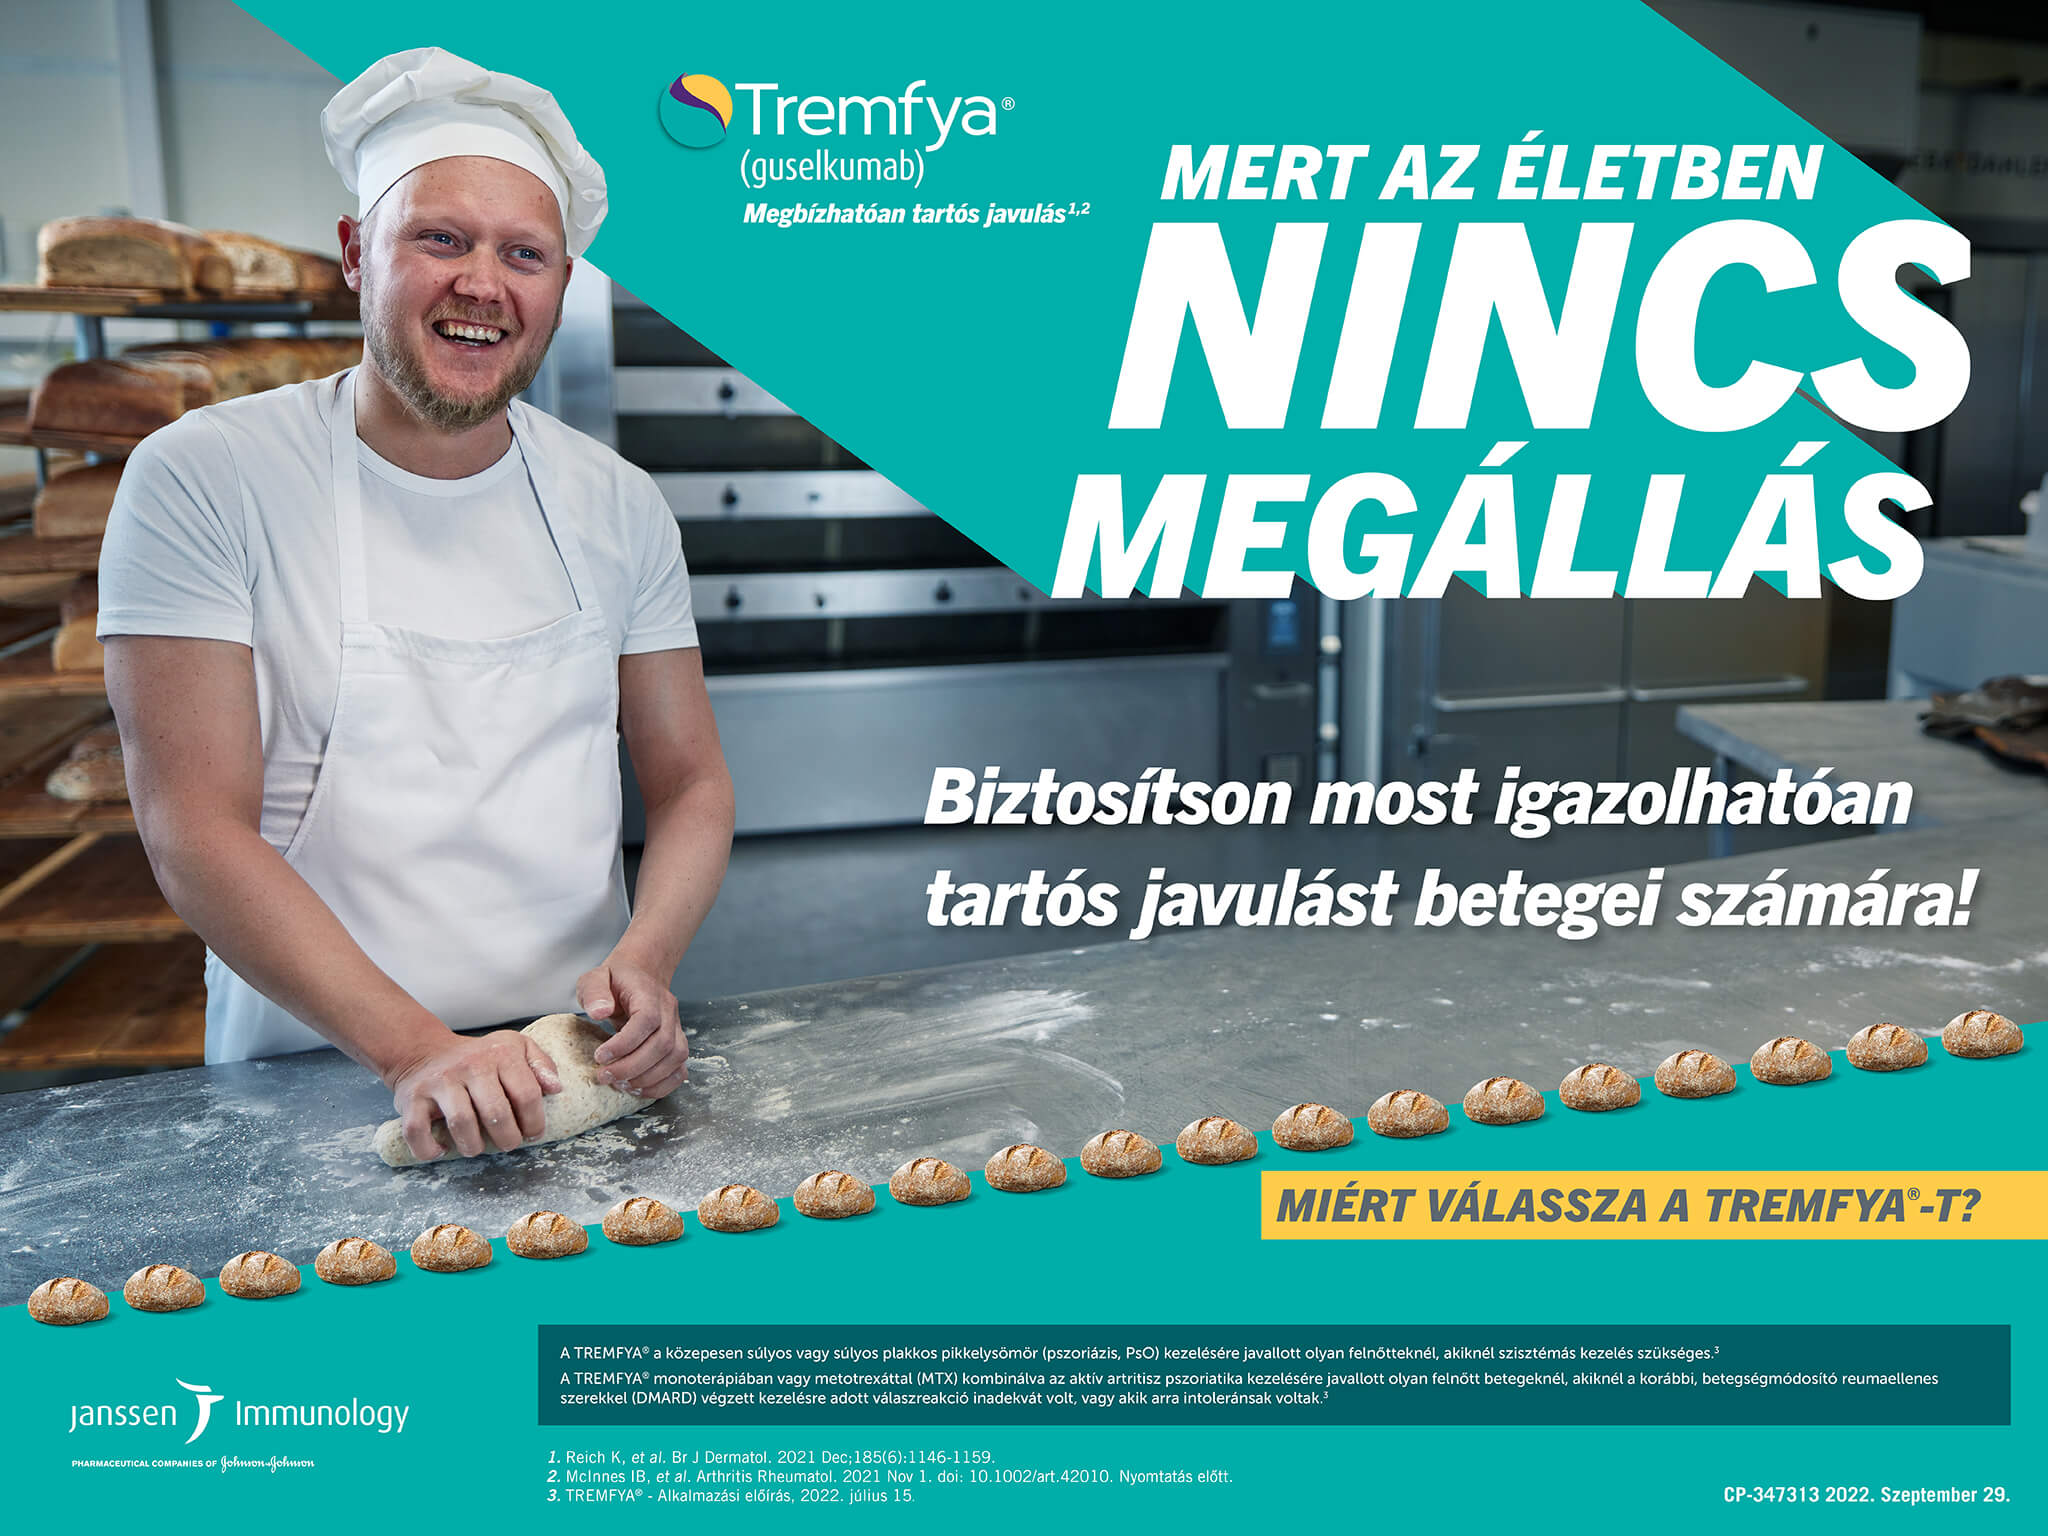 Tremfya®
(guselkumab)
Megbízhatóan tartós javulás1,2
MERT AZ ÉLETBEN
NINCS
MEGÁLLÁS
Biztosítson most igazolhatóan
tartós javulást betegei számára!
MIÉRT VÁLASSZA A TREMFYA®-T?
A TREMFYA® a közepesen súlyos vagy súlyos plakkos pikkelysömör (pszoriázis, PsO) kezelésére javallott olyan felnőtteknél, akiknél szisztémás kezelés szükséges.3
A TREMFYA® monoterápiában vagy metotrexáttal (MTX) kombinálva az aktív artritisz pszoriatika kezelésére javallott olyan felnőtt betegeknél, akiknél a korábbi, betegségmódosító reumaellenes
szerekkel (DMARD) végzett kezelésre adott válaszreakció inadekvát volt, vagy akik arra intoleránsak voltak.3
janssen Immunology
PHARMACEUTICAL COMPANIES OF Johnson & Johnson
1. Reich K, et al. Br J Dermatol. 2021 Dec;185(6):1146-1159.
2. McInnes IB, et al. Arthritis Rheumatol. 2021 Nov 1. doi: 10.1002/art.42010. Nyomtatás előtt.
3. TREMFYA® - Alkalmazási előírás, 2022. július 15.
CP-347313 2022. Szeptember 29.